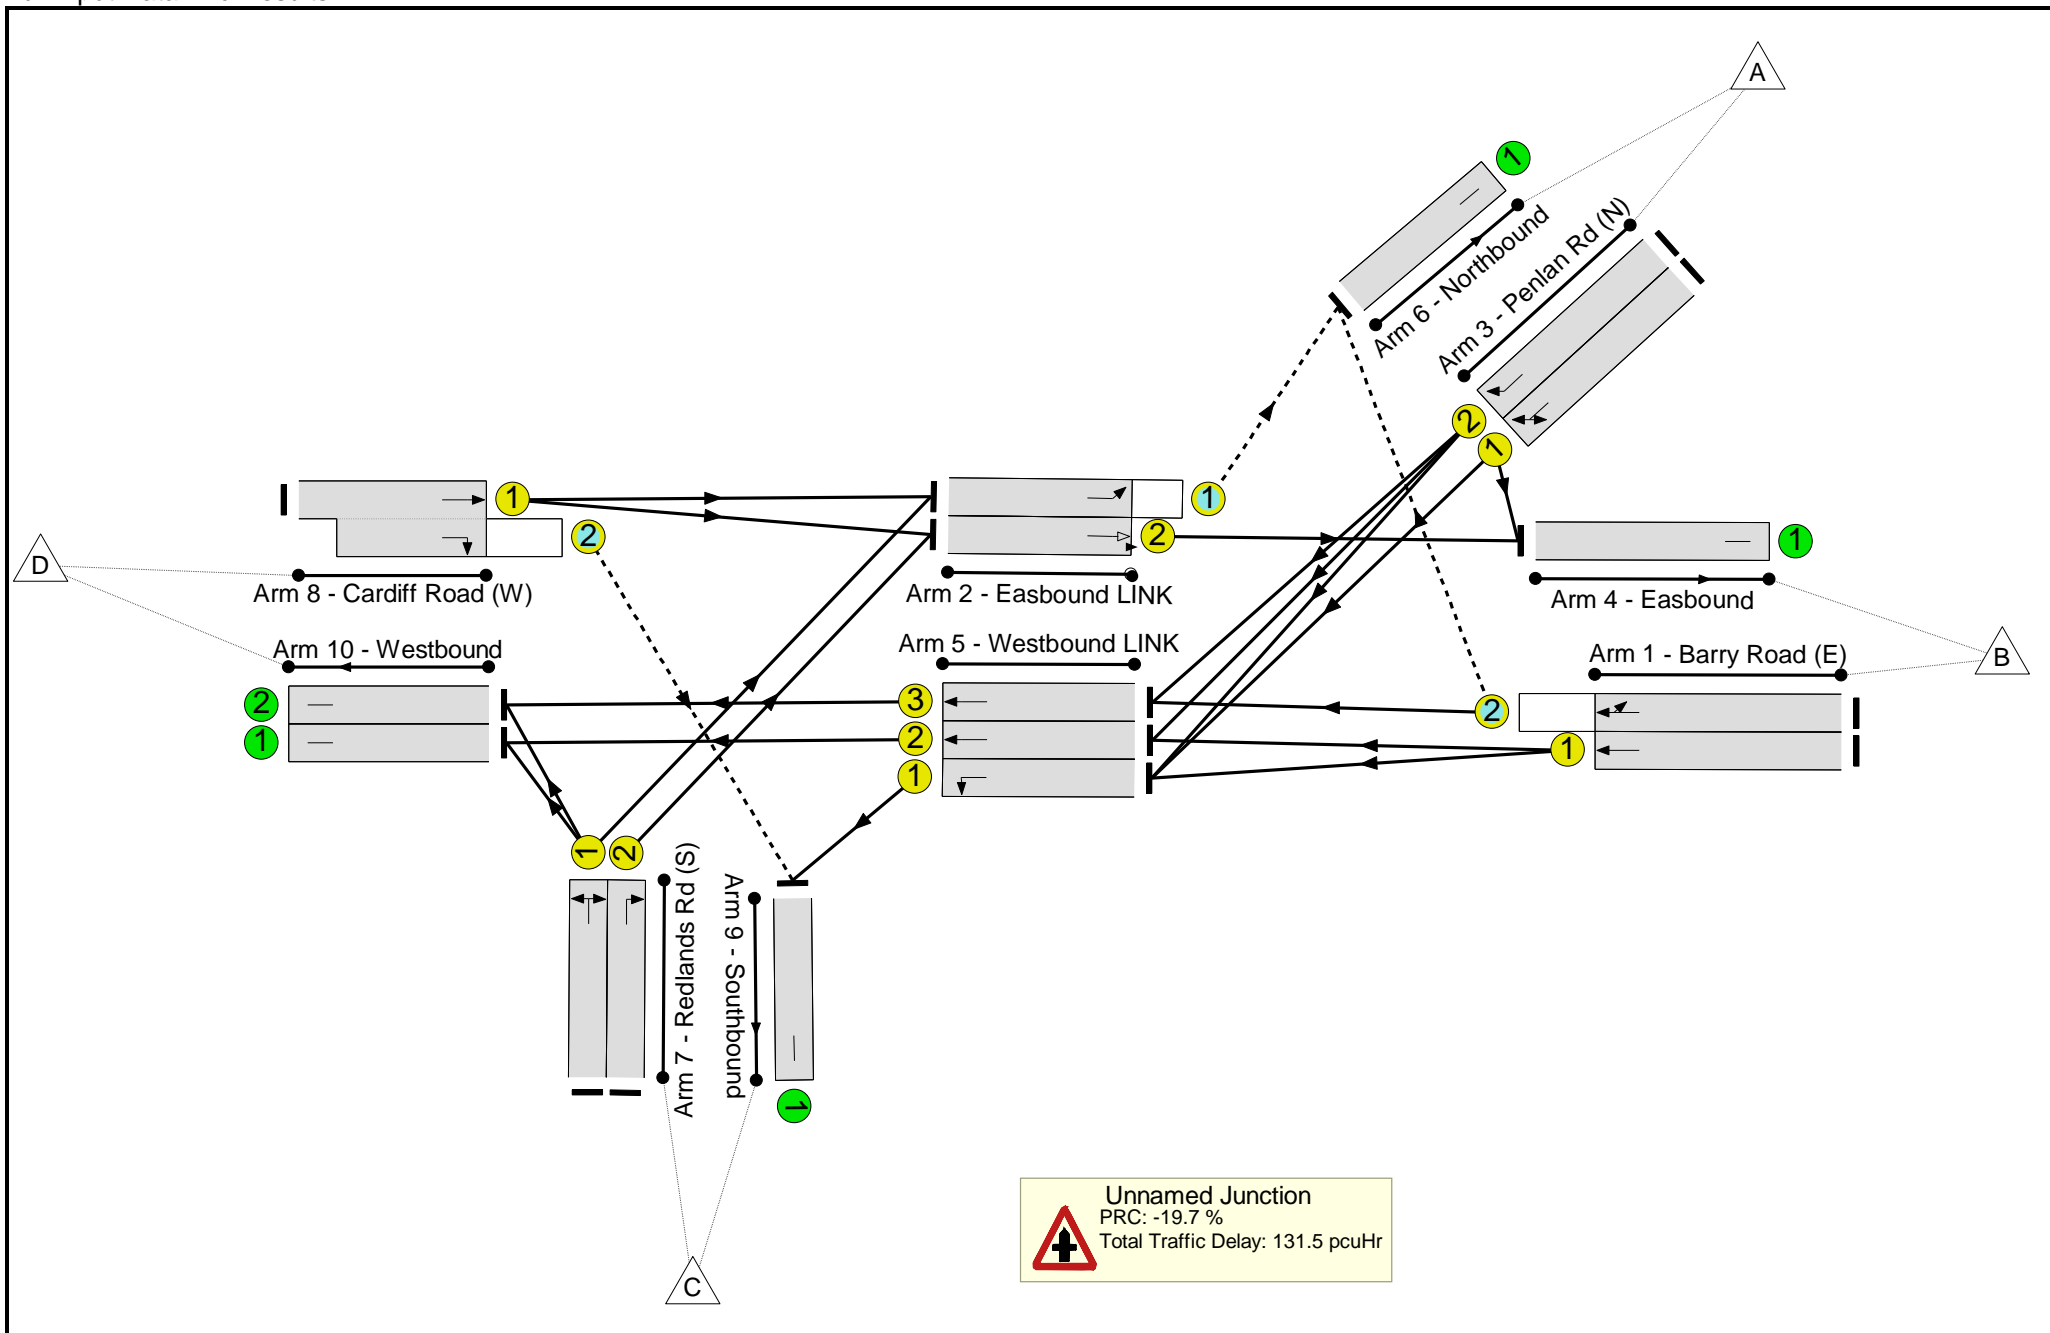 A
1
Arm 6 - Northbound
Arm 3 - Penlan Rd (N)
2
1
1
2
Arm 8 - Cardiff Road (W)
D
1
2
Arm 2 - Easbound LINK
1
Arm 4 - Easbound
Arm 10 - Westbound
2
1
Arm 5 - Westbound LINK
3
2
1
Arm 1 - Barry Road (E)
B
2
1
1
2
Arm 7 - Redlands Rd (S)
Arm 9 - Southbound
1
C
Unnamed Junction
PRC: -19.7 %
Total Traffic Delay: 131.5 pcuHr